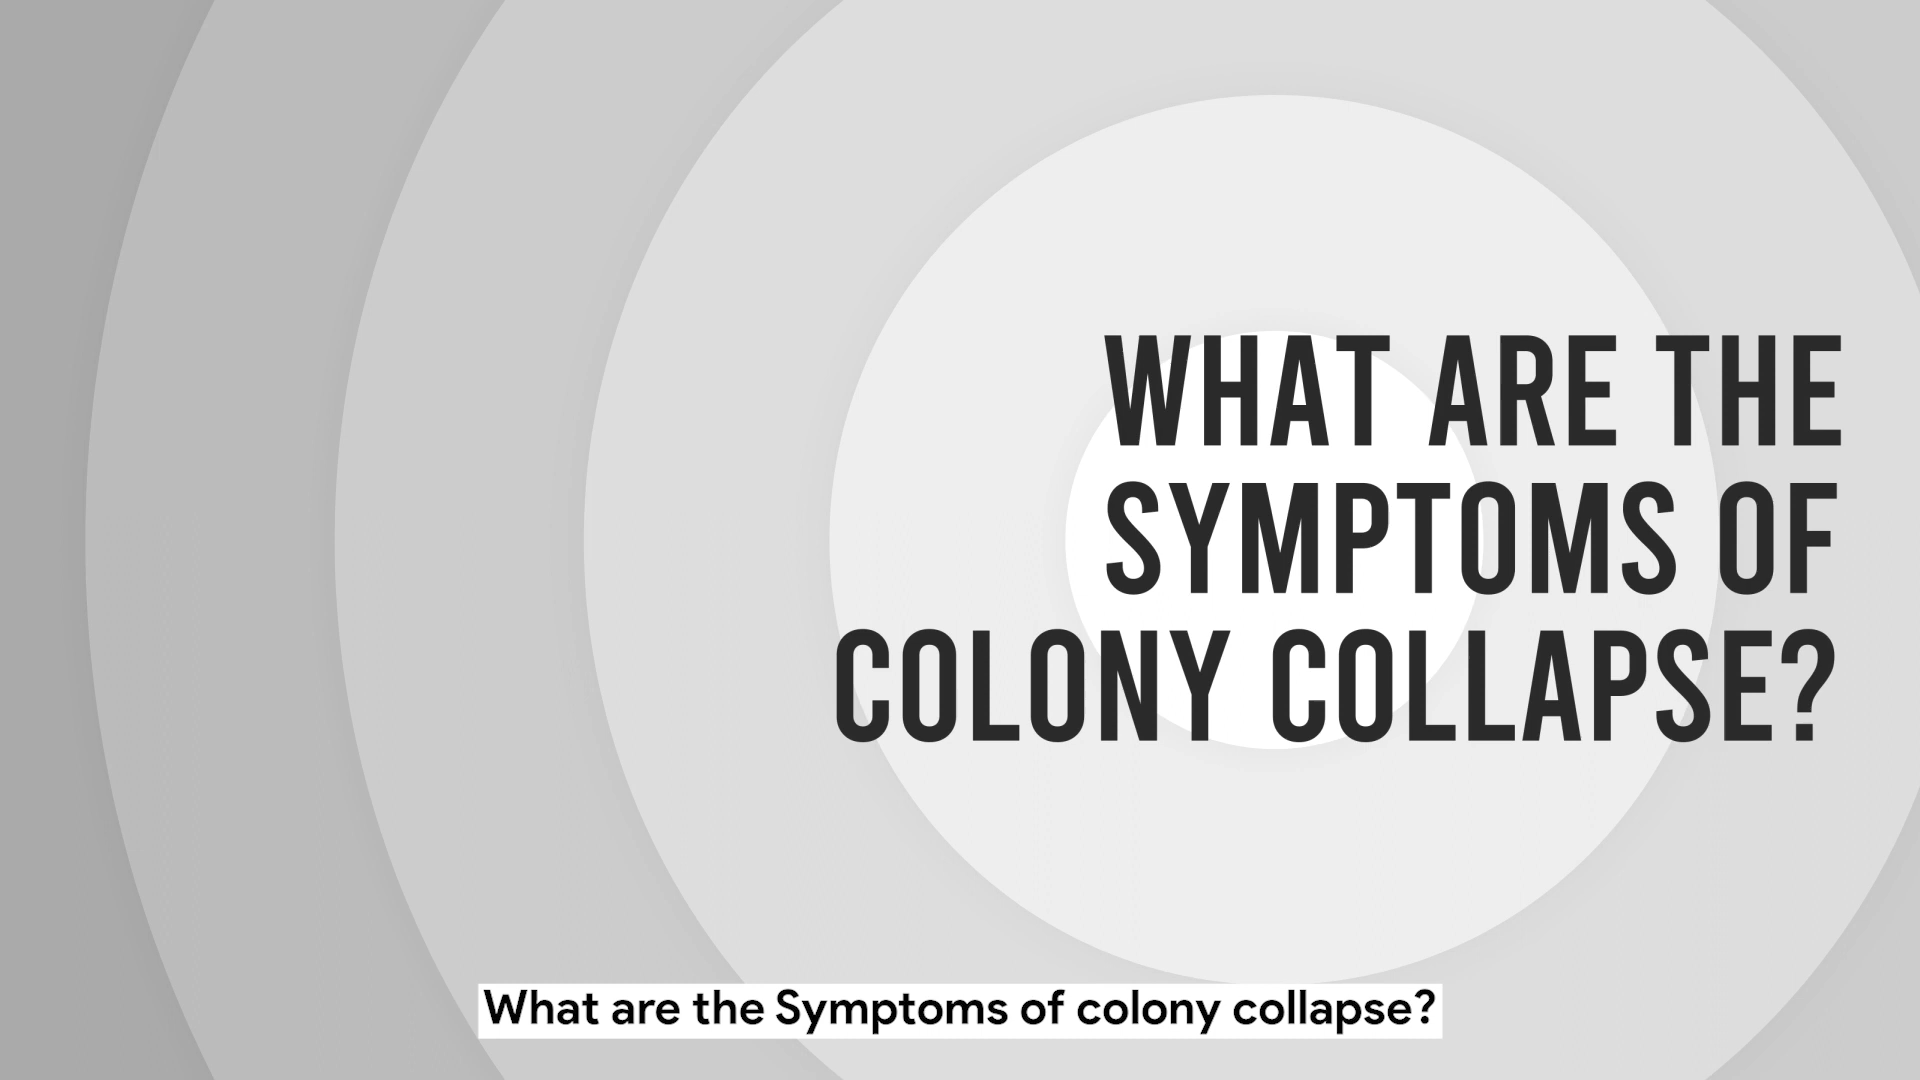 WHAT ARE THE
SYMPTOMS OF
COLONY COLLAPSE?
What are the Symptoms of colony collapse?